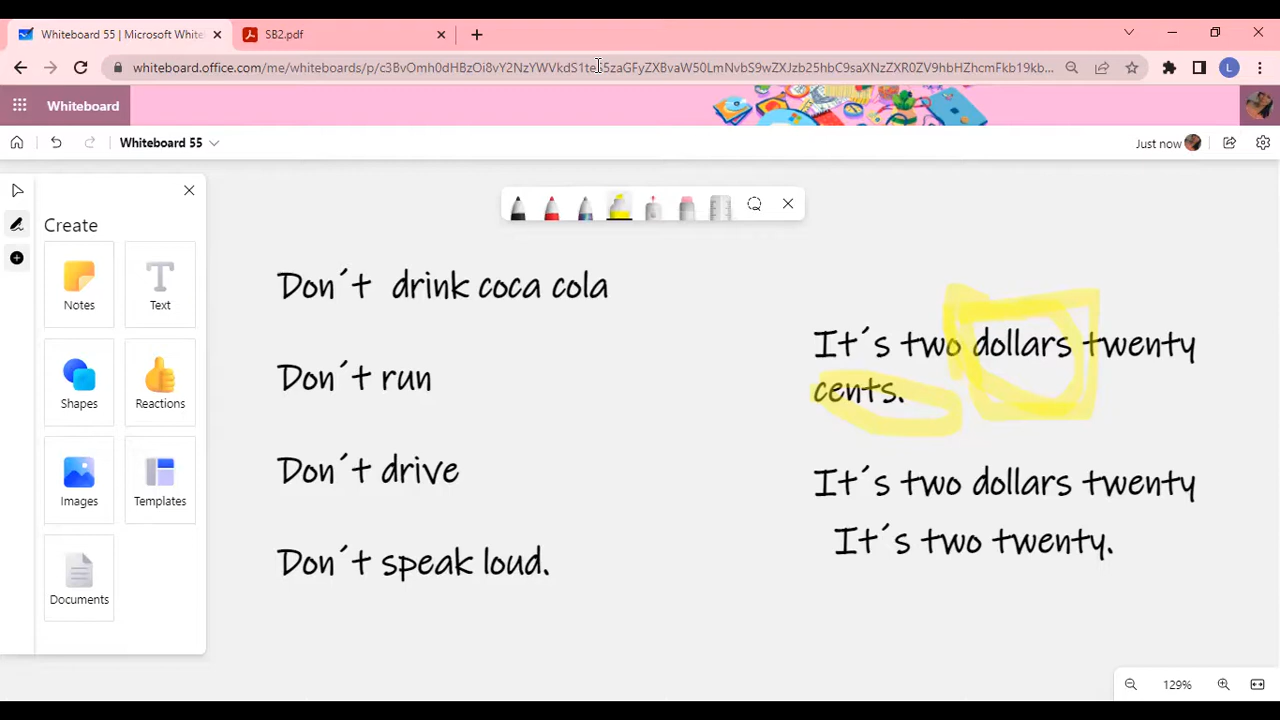 Whiteboard 55 | Microsoft White
SB2.pdf
Whiteboard
Whiteboard 55
Just now
L
Create
Notes
Text
Shapes
Reactions
Images
Templates
Documents
Don´t drink coca cola
Don´t run
Don´t drive
Don´t speak loud.
It´s two dollars twenty
cents.
It´s two dollars twenty
It´s two twenty.
129%